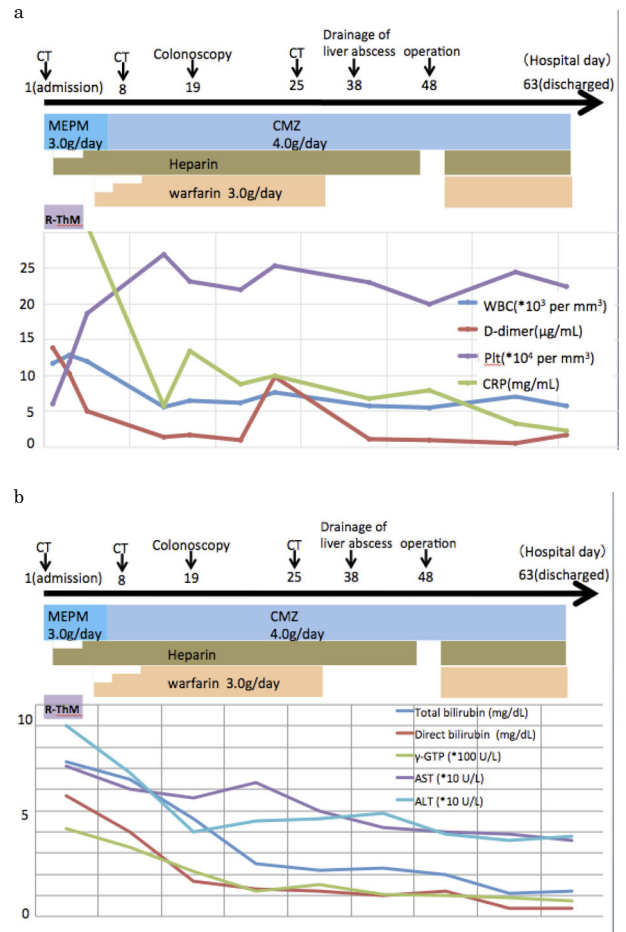 a
CT
CT
Colonoscopy
CT
Drainage of
liver abscess
operation
(Hospital day)
1(admission)
8
19
25
38
48
63(discharged)
MEPM
3.0g/day
CMZ
4.0g/day
Heparin
warfarin 3.0g/day
R-ThM
25
20
15
10
5
0
WBC(*10³ per mm³)
D-dimer(μg/mL)
Plt(*10⁴ per mm³)
CRP(mg/mL)
b
CT
CT
Colonoscopy
CT
Drainage of
liver abscess
operation
(Hospital day)
1(admission)
8
19
25
38
48
63(discharged)
MEPM
3.0g/day
CMZ
4.0g/day
Heparin
warfarin 3.0g/day
R-ThM
10
5
0
Total bilirubin (mg/dL)
Direct bilirubin (mg/dL)
γ-GTP (*100 U/L)
AST (*10 U/L)
ALT (*10 U/L)